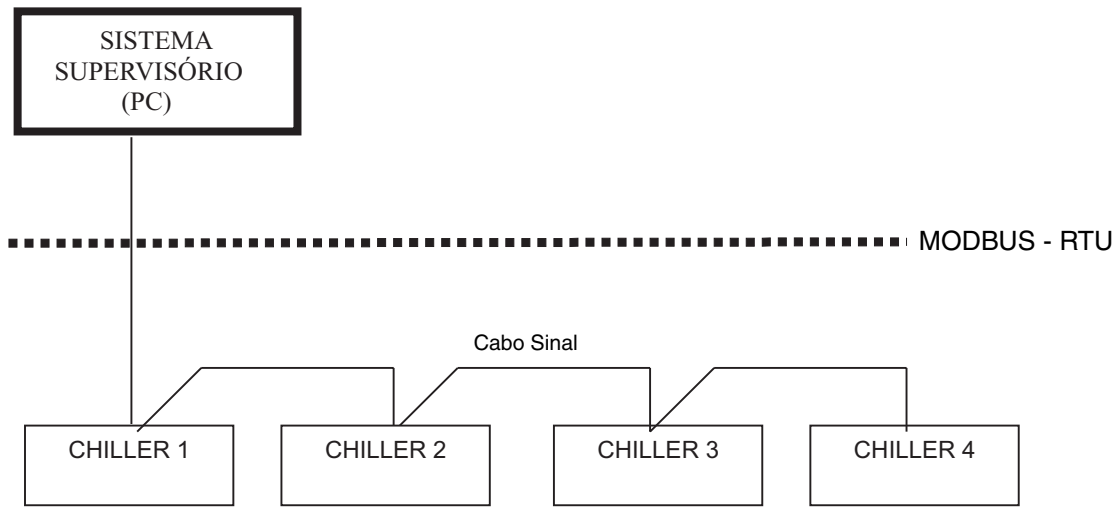 SISTEMA
SUPERVISÓRIO
(PC)
MODBUS - RTU
Cabo Sinal
CHILLER 1
CHILLER 2
CHILLER 3
CHILLER 4